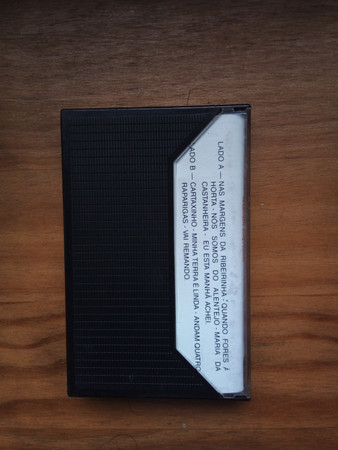 LADO A — NAS MARGENS DA RIBEIRINHA - QUANDO FORES À
HORTA - NÓS SOMOS DO ALENTEJO - MARIA DA
CASTANHEIRA - EU ESTA MANHÃ ACHEI
ADO B — CARTAXINHO - MINHA TERRA É LINDA - ANDAM QUATRO
RAPARIGAS - VAI REMANDO